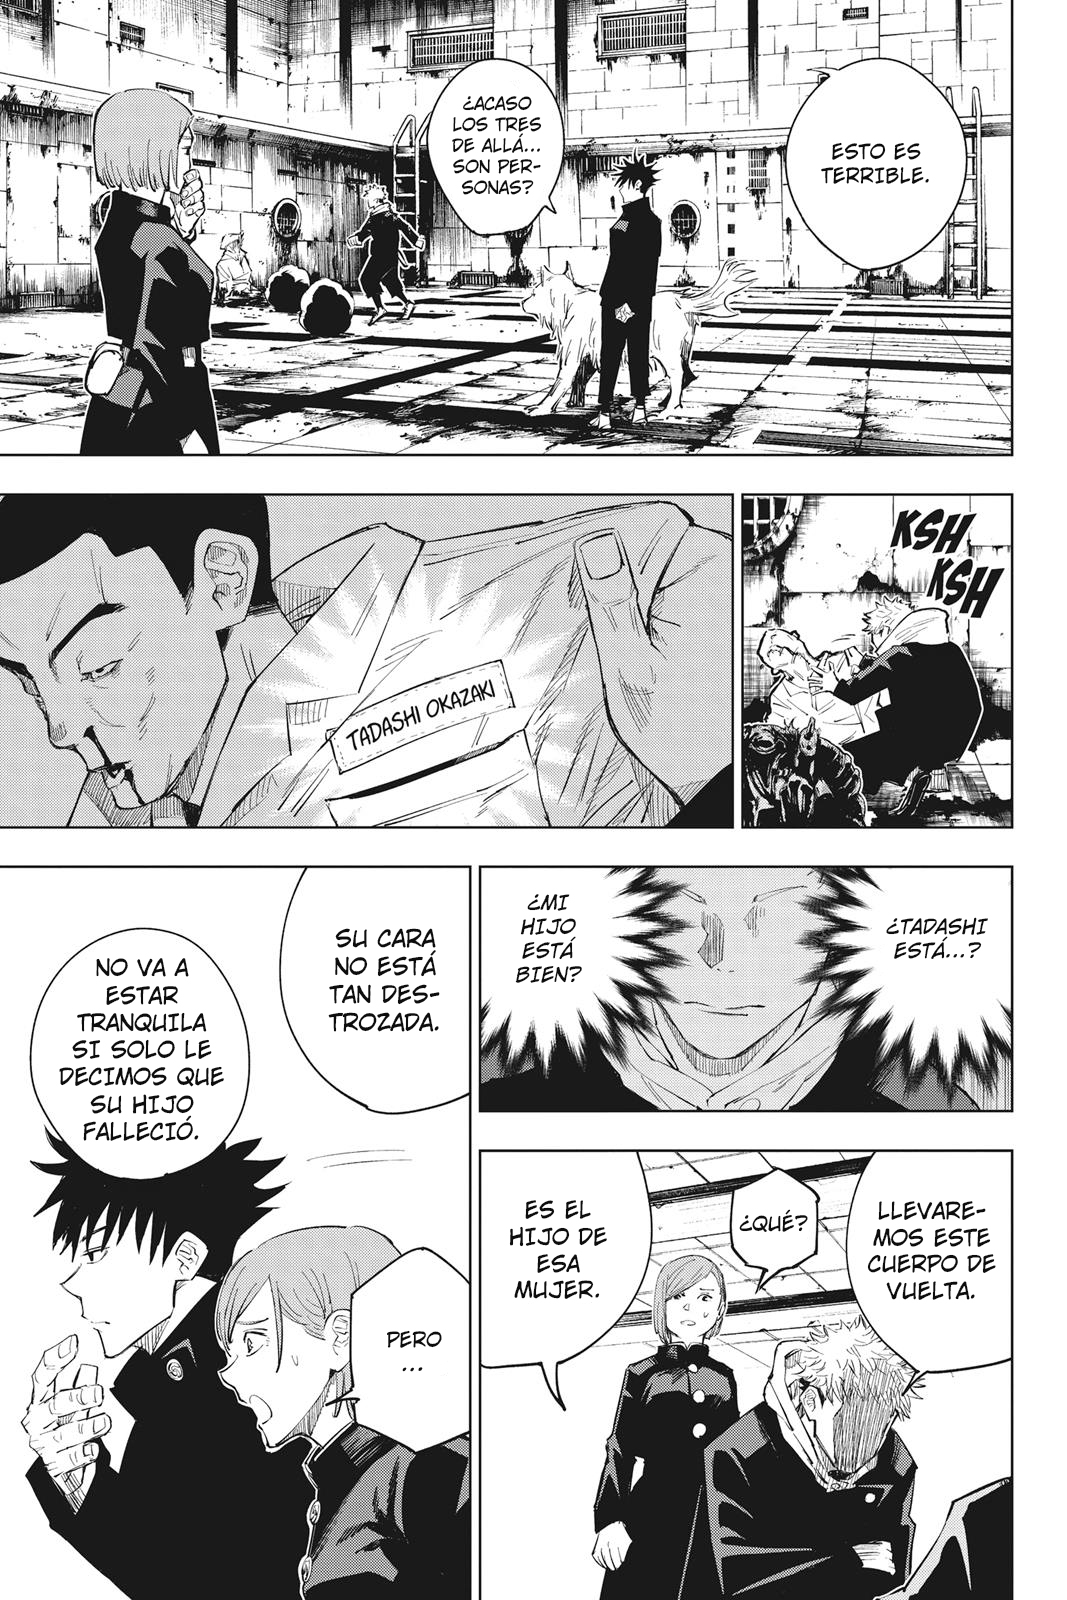 ESTO ES
TERRIBLE.
¿ACASO
LOS TRES
DE ALLÁ...
SON PER-
SONAS?
KSH
KSH
TADASHI OKAZAKI
¿TADASHI
ESTÁ...?
¿MI
HIJO
ESTÁ
BIEN?
LLEVARE-
MOS ESTE
CUERPO DE
VUELTA.
¿QUÉ?
ES EL
HIJO DE
ESA
MUJER.
SU CARA
NO ESTÁ
TAN DES-
TROZADA.
NO VA A
ESTAR
TRANQUILA
SI SOLO LE
DECIMOS QUE
SU HIJO
FALLECIÓ.
PERO
...